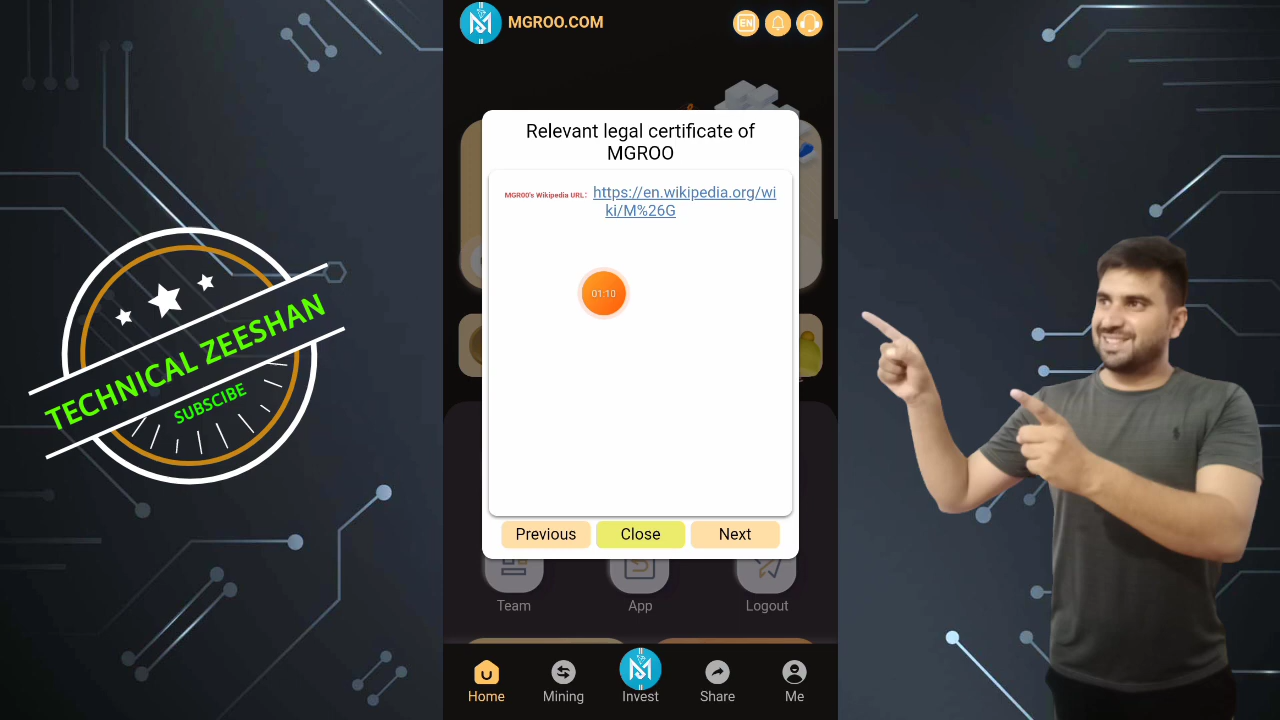 MGROO.COM
EN
Relevant legal certificate of
MGROO
MGR00's Wikipedia URL: https://en.wikipedia.org/wi
ki/M%26G
01:10
Previous
Close
Next
Team
App
Logout
Home
Mining
Invest
Share
Me
TECHNICAL ZEESHAN
SUBSCIBE